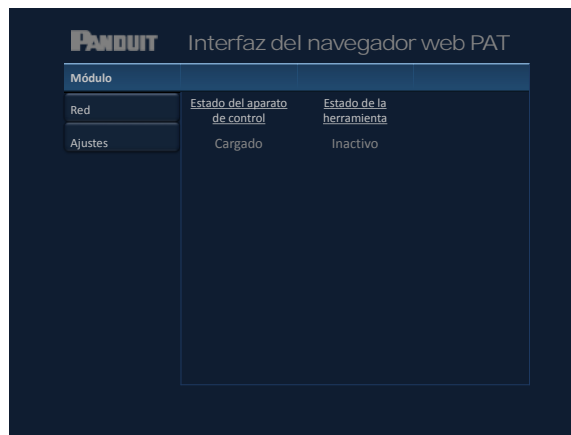 PANDUIT Interfaz del navegador web PAT
Módulo
Red
Ajustes
Estado del aparato
de control
Cargado
Estado de la
herramienta
Inactivo